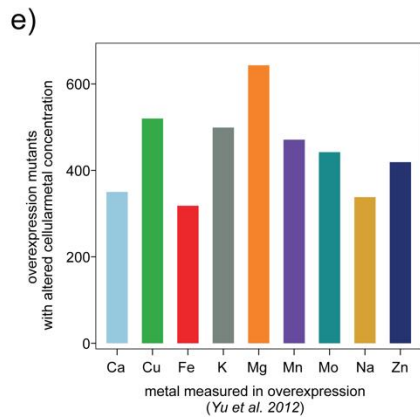 e)
overexpression mutants
with altered cellularmetal concentration
600
400
200
0
Ca Cu Fe K Mg Mn Mo Na Zn
metal measured in overexpression
(Yu et al. 2012)